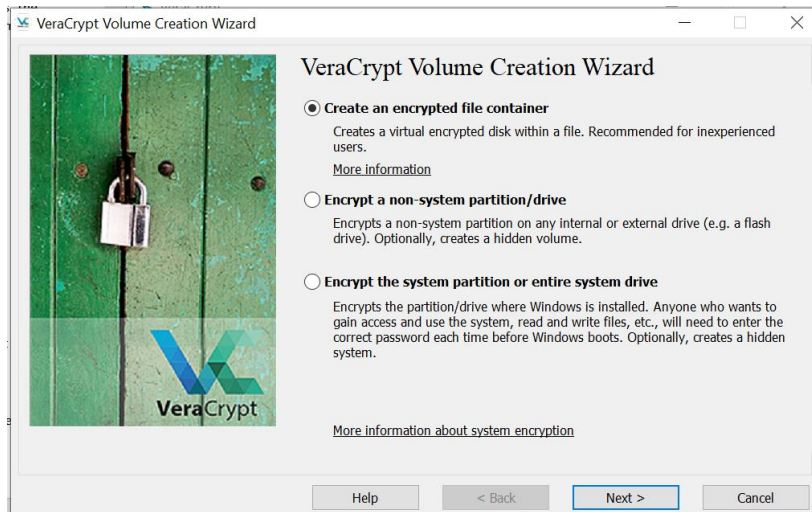 VeraCrypt Volume Creation Wizard
VeraCrypt Volume Creation Wizard
Create an encrypted file container
Creates a virtual encrypted disk within a file. Recommended for inexperienced
users.
More information
Encrypt a non-system partition/drive
Encrypts a non-system partition on any internal or external drive (e.g. a flash
drive). Optionally, creates a hidden volume.
Encrypt the system partition or entire system drive
Encrypts the partition/drive where Windows is installed. Anyone who wants to
gain access and use the system, read and write files, etc., will need to enter the
correct password each time before Windows boots. Optionally, creates a hidden
system.
VeraCrypt
More information about system encryption
Help
< Back
Next >
Cancel